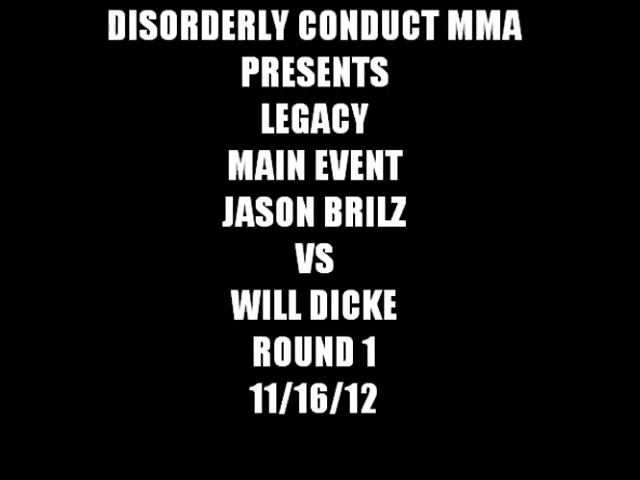 DISORDERLY CONDUCT MMA
PRESENTS
LEGACY
MAIN EVENT
JASON BRILZ
VS
WILL DICKE
ROUND 1
11/16/12